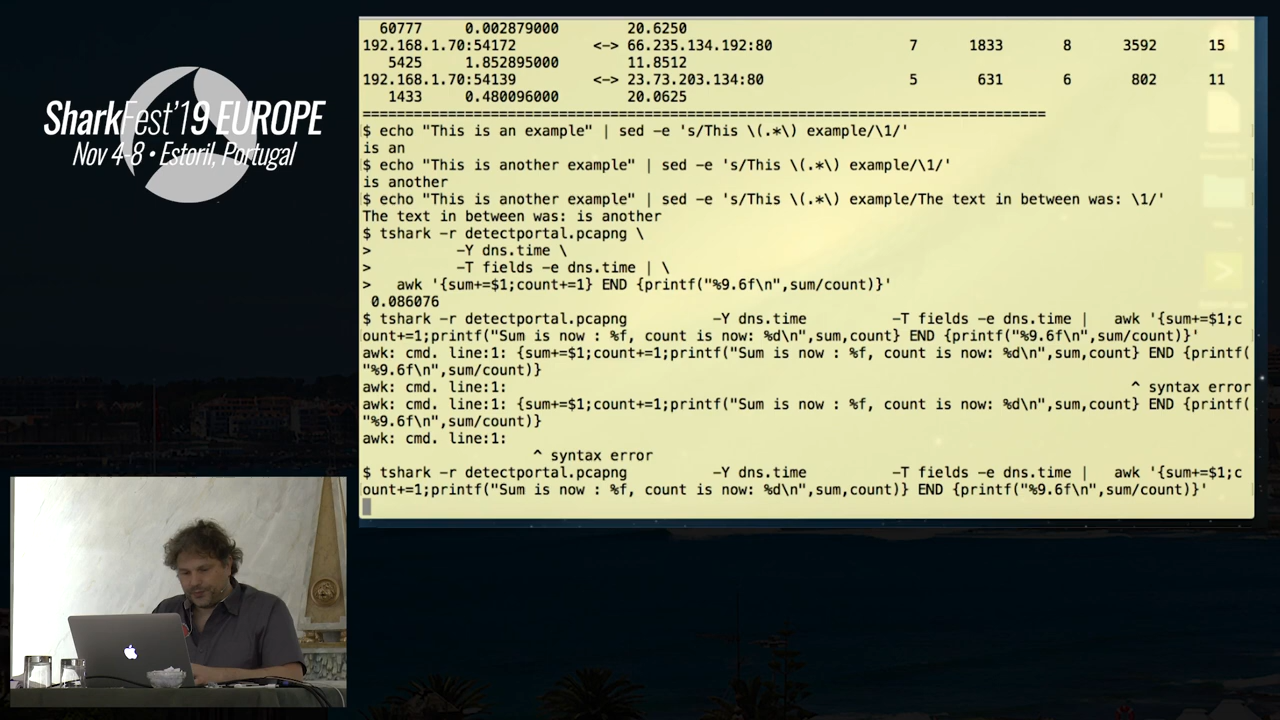 SharkFest'19 EUROPE
Nov 4-8 • Estoril, Portugal
60777 0.002879000 20.6250
192.168.1.70:54172 <-> 66.235.134.192:80 7 1833 8 3592 15
5425 1.852895000 11.8512
192.168.1.70:54139 <-> 23.73.203.134:80 5 631 6 802 11
1433 0.480096000 20.0625
================================================================================
$ echo "This is an example" | sed -e 's/This \(.*\) example/\1/'
is an
$ echo "This is another example" | sed -e 's/This \(.*\) example/\1/'
is another
$ echo "This is another example" | sed -e 's/This \(.*\) example/The text in between was: \1/'
The text in between was: is another
$ tshark -r detectportal.pcapng \
> -Y dns.time \
> -T fields -e dns.time | \
> awk '{sum+=$1;count+=1} END {printf("%9.6f\n",sum/count)}'
0.086076
$ tshark -r detectportal.pcapng -Y dns.time -T fields -e dns.time | awk '{sum+=$1;c
ount+=1;printf("Sum is now : %f, count is now: %d\n",sum,count} END {printf("%9.6f\n",sum/count)}'
awk: cmd. line:1: {sum+=$1;count+=1;printf("Sum is now : %f, count is now: %d\n",sum,count} END {printf(
"%9.6f\n",sum/count)}
awk: cmd. line:1: ^ syntax error
awk: cmd. line:1: {sum+=$1;count+=1;printf("Sum is now : %f, count is now: %d\n",sum,count} END {printf(
"%9.6f\n",sum/count)}
awk: cmd. line:1:
^ syntax error
$ tshark -r detectportal.pcapng -Y dns.time -T fields -e dns.time | awk '{sum+=$1;c
ount+=1;printf("Sum is now : %f, count is now: %d\n",sum,count)} END {printf("%9.6f\n",sum/count)}'